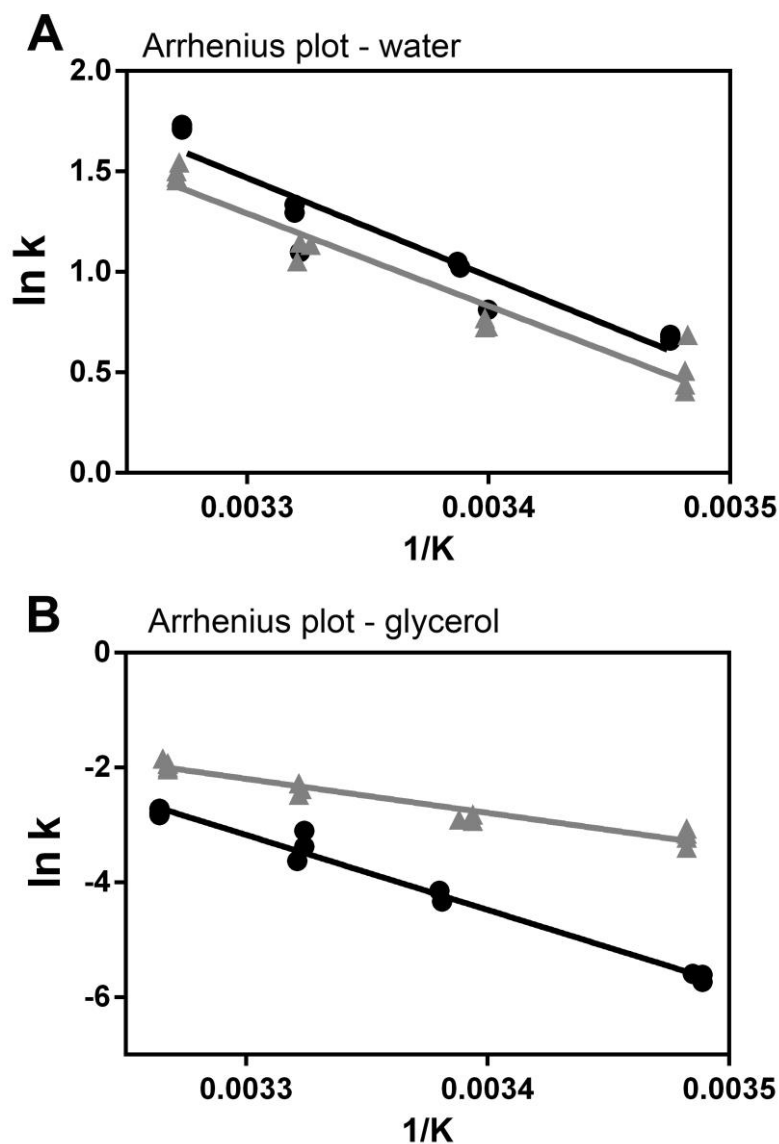 A
Arrhenius plot - water
2.0
1.5
1.0
0.5
0.0
ln k
0.0033
0.0034
0.0035
1/K
B
Arrhenius plot - glycerol
0
-2
-4
-6
ln k
0.0033
0.0034
0.0035
1/K